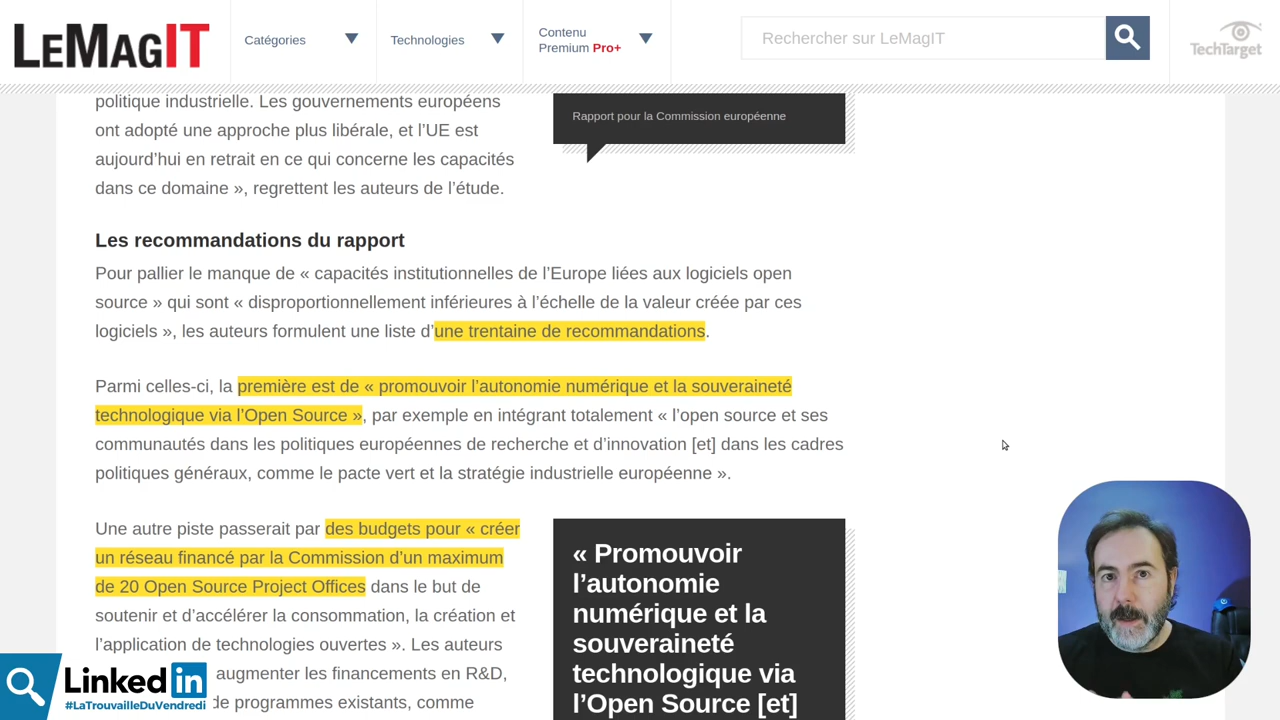 LEMAGIT
Catégories
Technologies
Contenu
Premium Pro+
Rechercher sur LeMagIT
TechTarget
politique industrielle. Les gouvernements européens
ont adopté une approche plus libérale, et l’UE est
aujourd’hui en retrait en ce qui concerne les capacités
dans ce domaine », regrettent les auteurs de l’étude.
Rapport pour la Commission européenne
Les recommandations du rapport
Pour pallier le manque de « capacités institutionnelles de l’Europe liées aux logiciels open
source » qui sont « disproportionnellement inférieures à l’échelle de la valeur créée par ces
logiciels », les auteurs formulent une liste d’une trentaine de recommandations.
Parmi celles-ci, la première est de « promouvoir l’autonomie numérique et la souveraineté
technologique via l’Open Source », par exemple en intégrant totalement « l’open source et ses
communautés dans les politiques européennes de recherche et d’innovation [et] dans les cadres
politiques généraux, comme le pacte vert et la stratégie industrielle européenne ».
Une autre piste passerait par des budgets pour « créer
un réseau financé par la Commission d’un maximum
de 20 Open Source Project Offices dans le but de
soutenir et d’accélérer la consommation, la création et
l’application de technologies ouvertes ». Les auteurs
augmenter les financements en R&D,
de programmes existants, comme
« Promouvoir
l’autonomie
numérique et la
souveraineté
technologique via
l’Open Source [et]
Linked in
#LaTrouvailleDuVendredi